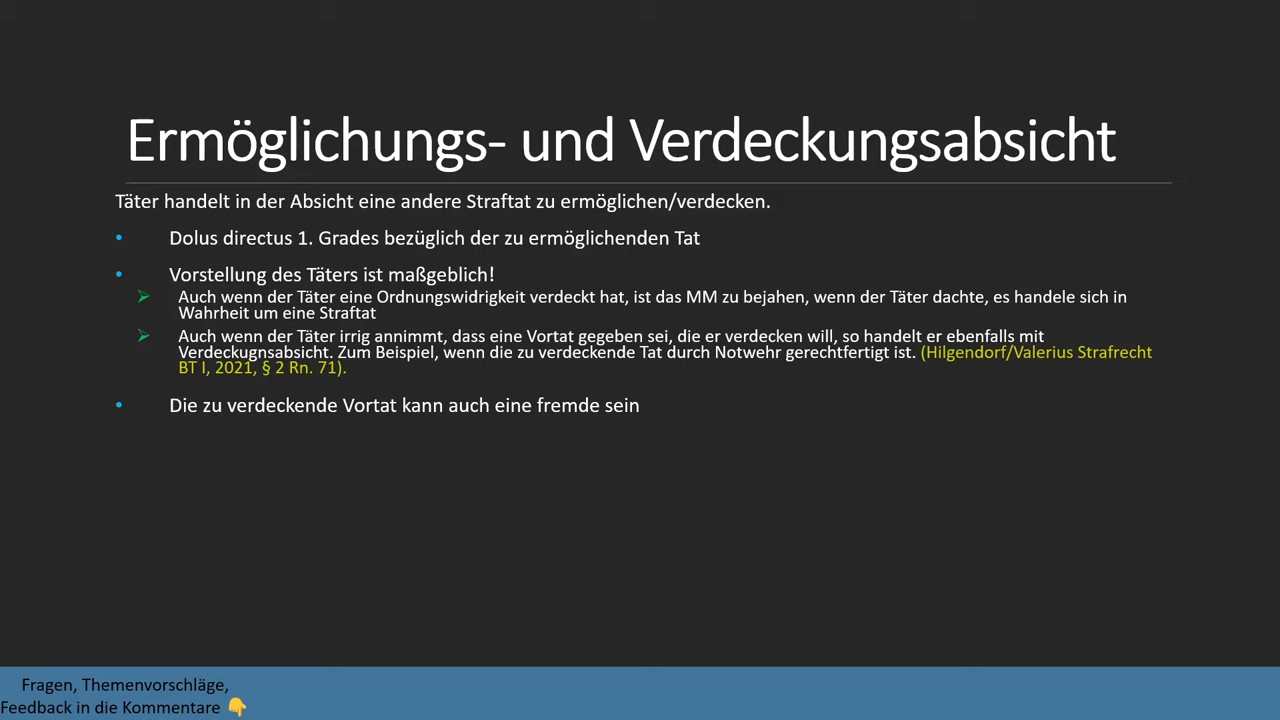 Ermöglichungs- und Verdeckungsabsicht
Täter handelt in der Absicht eine andere Straftat zu ermöglichen/verdecken.
• Dolus directus 1. Grades bezüglich der zu ermöglichenden Tat
• Vorstellung des Täters ist maßgeblich!
➢ Auch wenn der Täter eine Ordnungswidrigkeit verdeckt hat, ist das MM zu bejahen, wenn der Täter dachte, es handele sich in
Wahrheit um eine Straftat
➢ Auch wenn der Täter irrig annimmt, dass eine Vortat gegeben sei, die er verdecken will, so handelt er ebenfalls mit
Verdeckugnsabsicht. Zum Beispiel, wenn die zu verdeckende Tat durch Notwehr gerechtfertigt ist. (Hilgendorf/Valerius Strafrecht
BT I, 2021, § 2 Rn. 71).
• Die zu verdeckende Vortat kann auch eine fremde sein
Fragen, Themenvorschläge,
Feedback in die Kommentare 👇